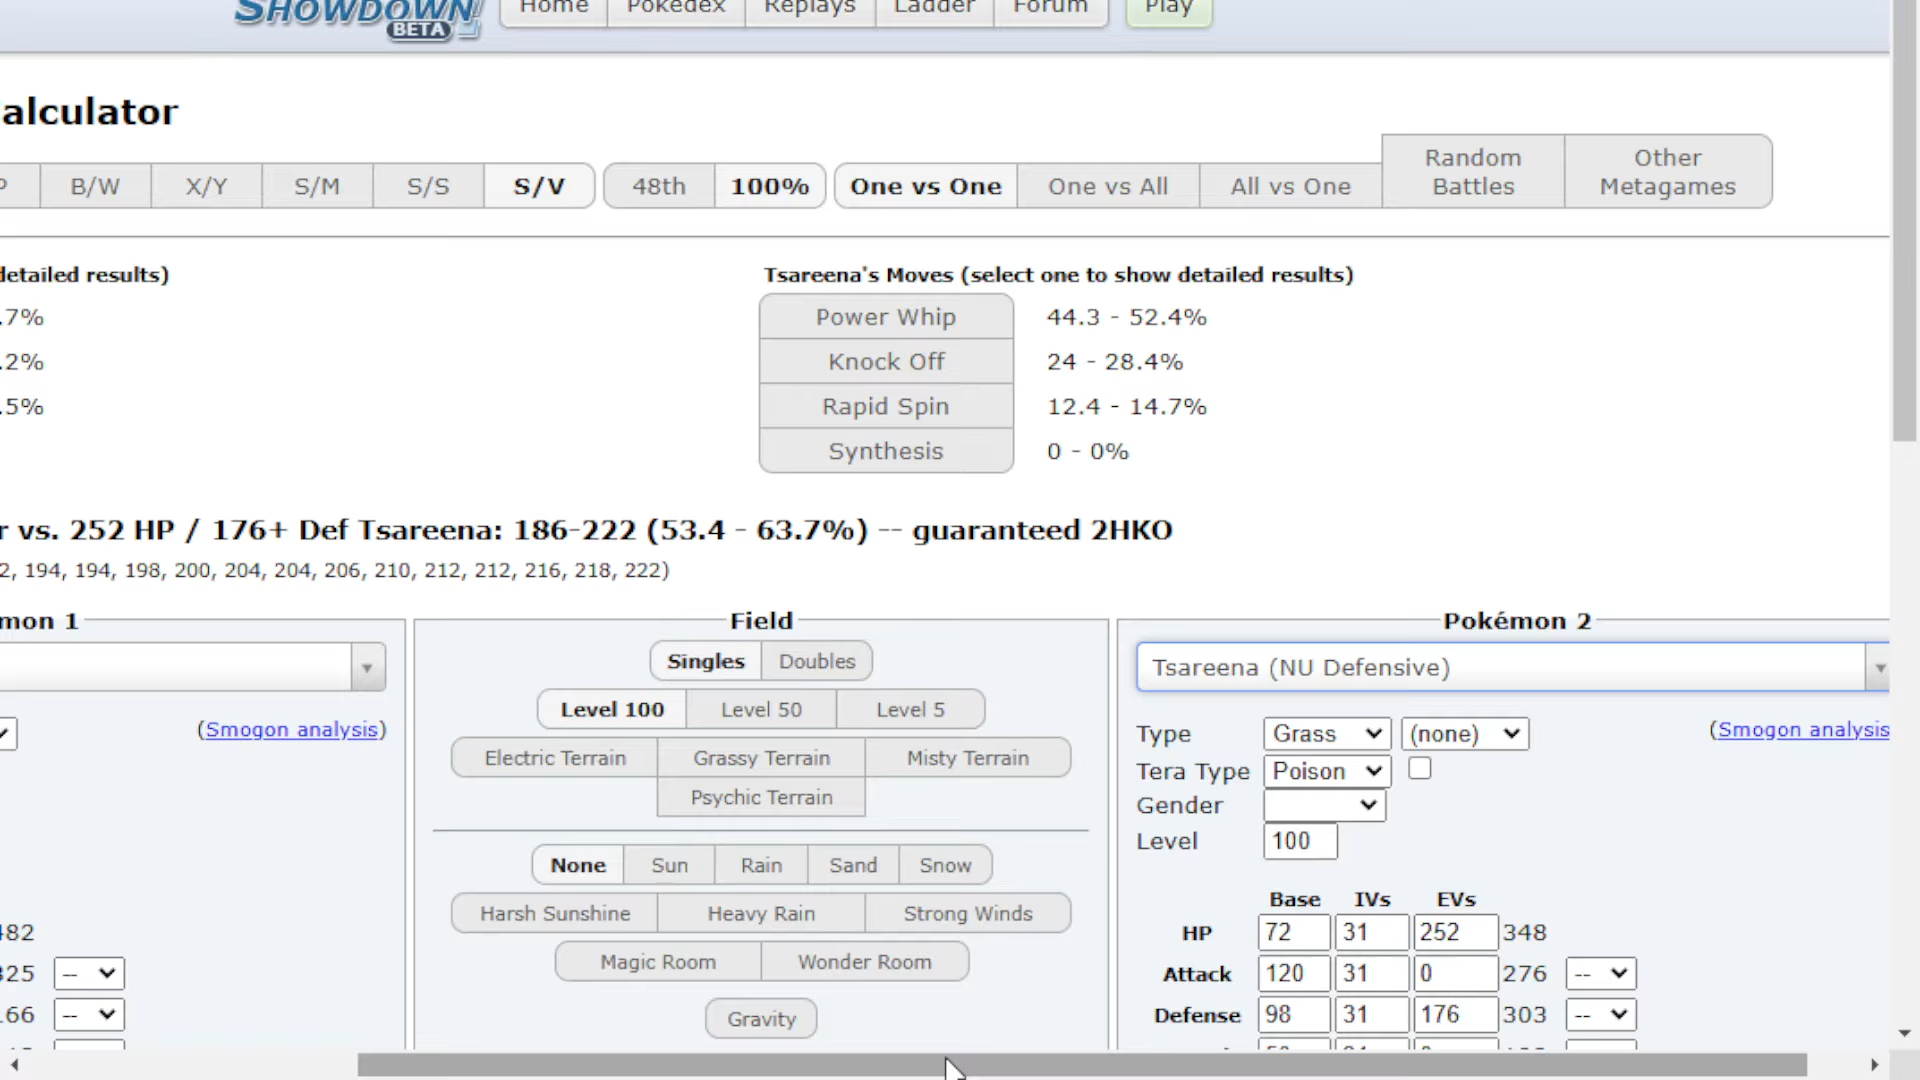 SHOWDOWN
BETA
Home Pokédex Replays Ladder Forum Play
alculator
P B/W X/Y S/M S/S S/V 48th 100% One vs One One vs All All vs One Random Battles Other Metagames
detailed results)
.7%
.2%
.5%
Tsareena's Moves (select one to show detailed results)
Power Whip 44.3 - 52.4%
Knock Off 24 - 28.4%
Rapid Spin 12.4 - 14.7%
Synthesis 0 - 0%
r vs. 252 HP / 176+ Def Tsareena: 186-222 (53.4 - 63.7%) -- guaranteed 2HKO
2, 194, 194, 198, 200, 204, 204, 206, 210, 212, 212, 216, 218, 222)
mon 1
(Smogon analysis)
482
325 --
166 --
Field
Singles Doubles
Level 100 Level 50 Level 5
Electric Terrain Grassy Terrain Misty Terrain
Psychic Terrain
None Sun Rain Sand Snow
Harsh Sunshine Heavy Rain Strong Winds
Magic Room Wonder Room
Gravity
Pokémon 2
Tsareena (NU Defensive)
Type Grass (none) (Smogon analysis
Tera Type Poison
Gender
Level 100
Base IVs EVs
HP 72 31 252 348
Attack 120 31 0 276 --
Defense 98 31 176 303 --